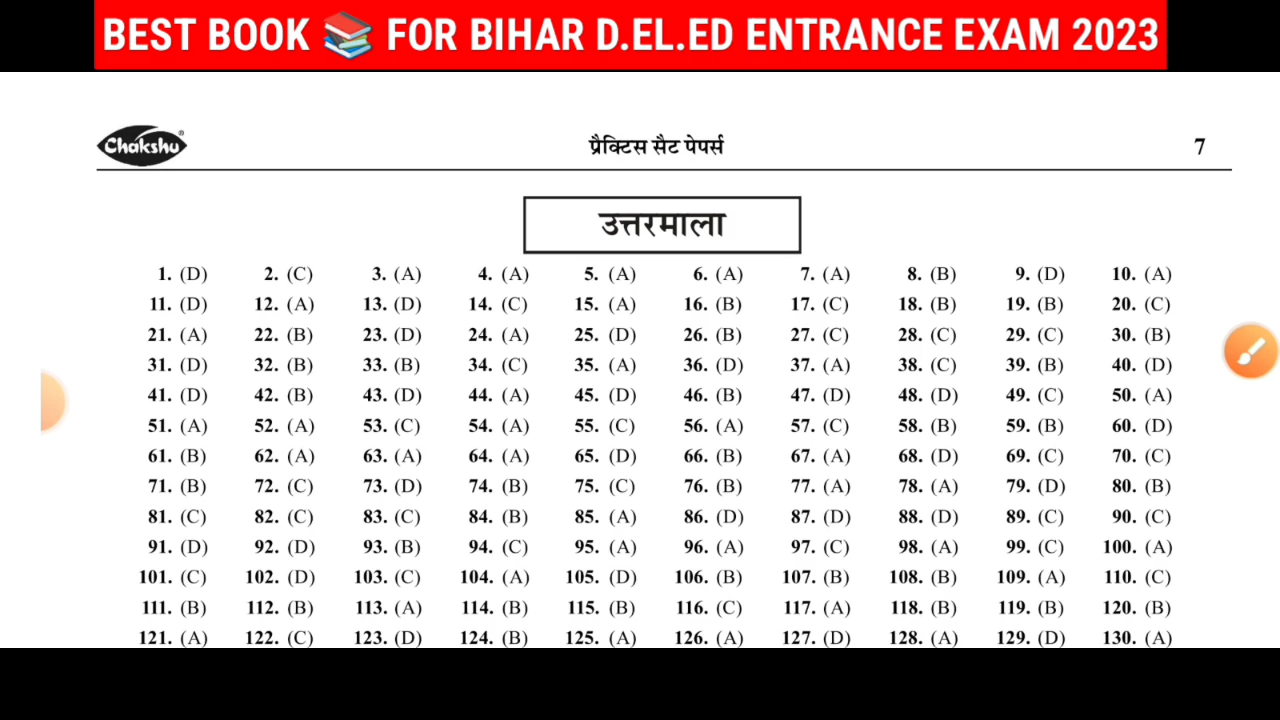 BEST BOOK 📚 FOR BIHAR D.EL.ED ENTRANCE EXAM 2023
Chakshu® प्रैक्टिस सैट पेपर्स 7
उत्तरमाला
1. (D) 2. (C) 3. (A) 4. (A) 5. (A) 6. (A) 7. (A) 8. (B) 9. (D) 10. (A)
11. (D) 12. (A) 13. (D) 14. (C) 15. (A) 16. (B) 17. (C) 18. (B) 19. (B) 20. (C)
21. (A) 22. (B) 23. (D) 24. (A) 25. (D) 26. (B) 27. (C) 28. (C) 29. (C) 30. (B)
31. (D) 32. (B) 33. (B) 34. (C) 35. (A) 36. (D) 37. (A) 38. (C) 39. (B) 40. (D)
41. (D) 42. (B) 43. (D) 44. (A) 45. (D) 46. (B) 47. (D) 48. (D) 49. (C) 50. (A)
51. (A) 52. (A) 53. (C) 54. (A) 55. (C) 56. (A) 57. (C) 58. (B) 59. (B) 60. (D)
61. (B) 62. (A) 63. (A) 64. (A) 65. (D) 66. (B) 67. (A) 68. (D) 69. (C) 70. (C)
71. (B) 72. (C) 73. (D) 74. (B) 75. (C) 76. (B) 77. (A) 78. (A) 79. (D) 80. (B)
81. (C) 82. (C) 83. (C) 84. (B) 85. (A) 86. (D) 87. (D) 88. (D) 89. (C) 90. (C)
91. (D) 92. (D) 93. (B) 94. (C) 95. (A) 96. (A) 97. (C) 98. (A) 99. (C) 100. (A)
101. (C) 102. (D) 103. (C) 104. (A) 105. (D) 106. (B) 107. (B) 108. (B) 109. (A) 110. (C)
111. (B) 112. (B) 113. (A) 114. (B) 115. (B) 116. (C) 117. (A) 118. (B) 119. (B) 120. (B)
121. (A) 122. (C) 123. (D) 124. (B) 125. (A) 126. (A) 127. (D) 128. (A) 129. (D) 130. (A)